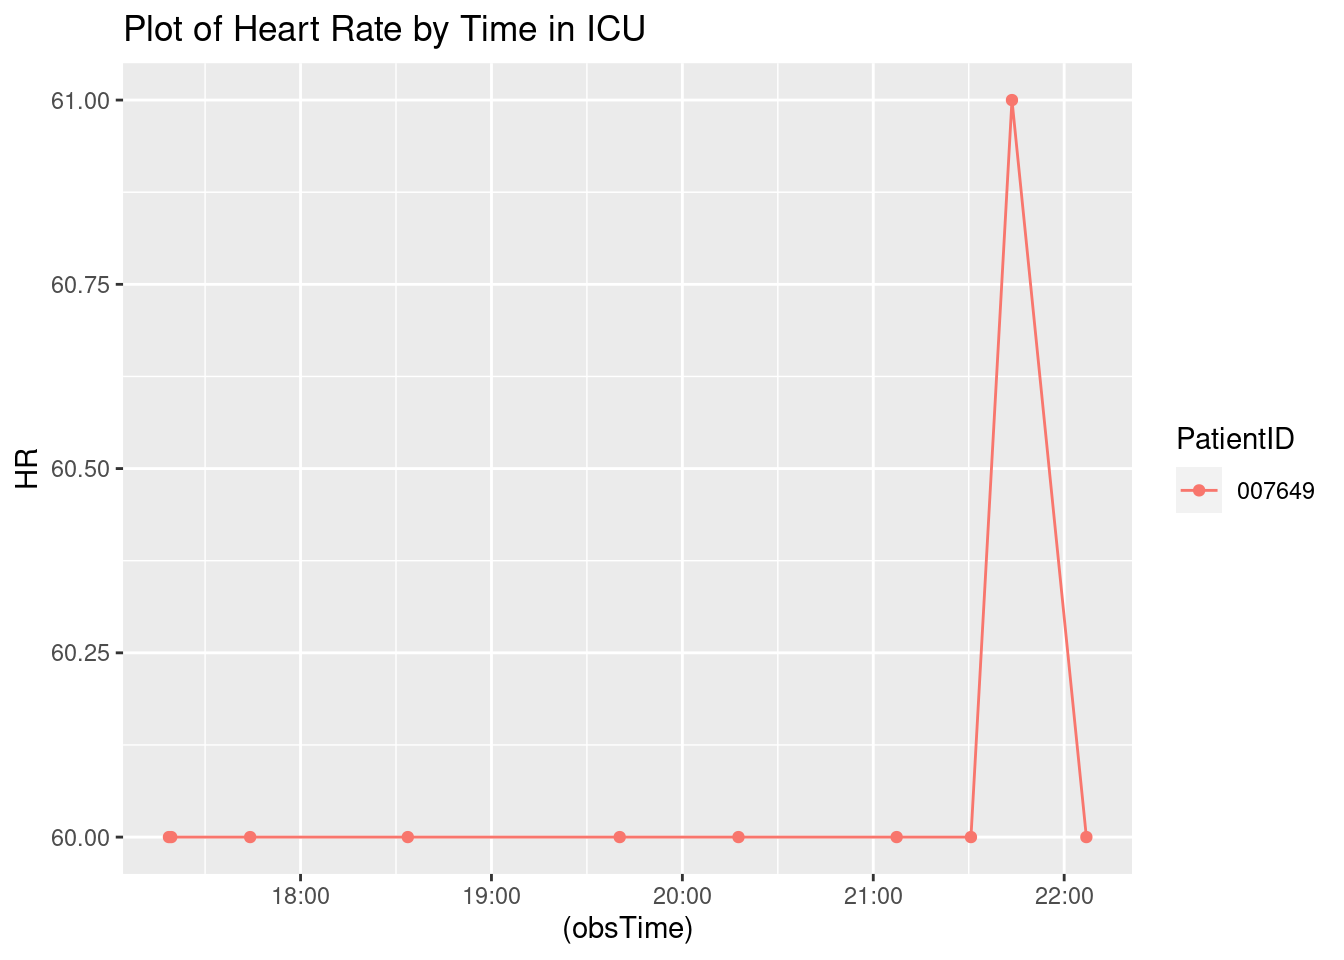 Plot of Heart Rate by Time in ICU
61.00
60.75
60.50
60.25
60.00
HR
18:00 19:00 20:00 21:00 22:00
(obsTime)
PatientID
007649